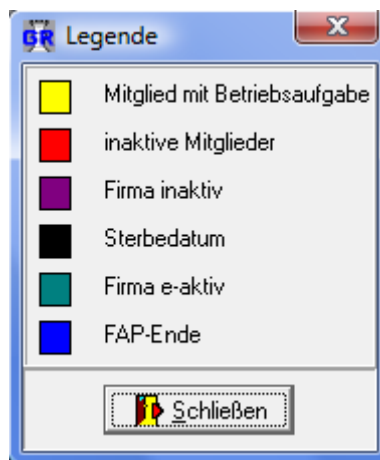 GR Legende
Mitglied mit Betriebsaufgabe
inaktive Mitglieder
Firma inaktiv
Sterbedatum
Firma e-aktiv
FAP-Ende
Schließen